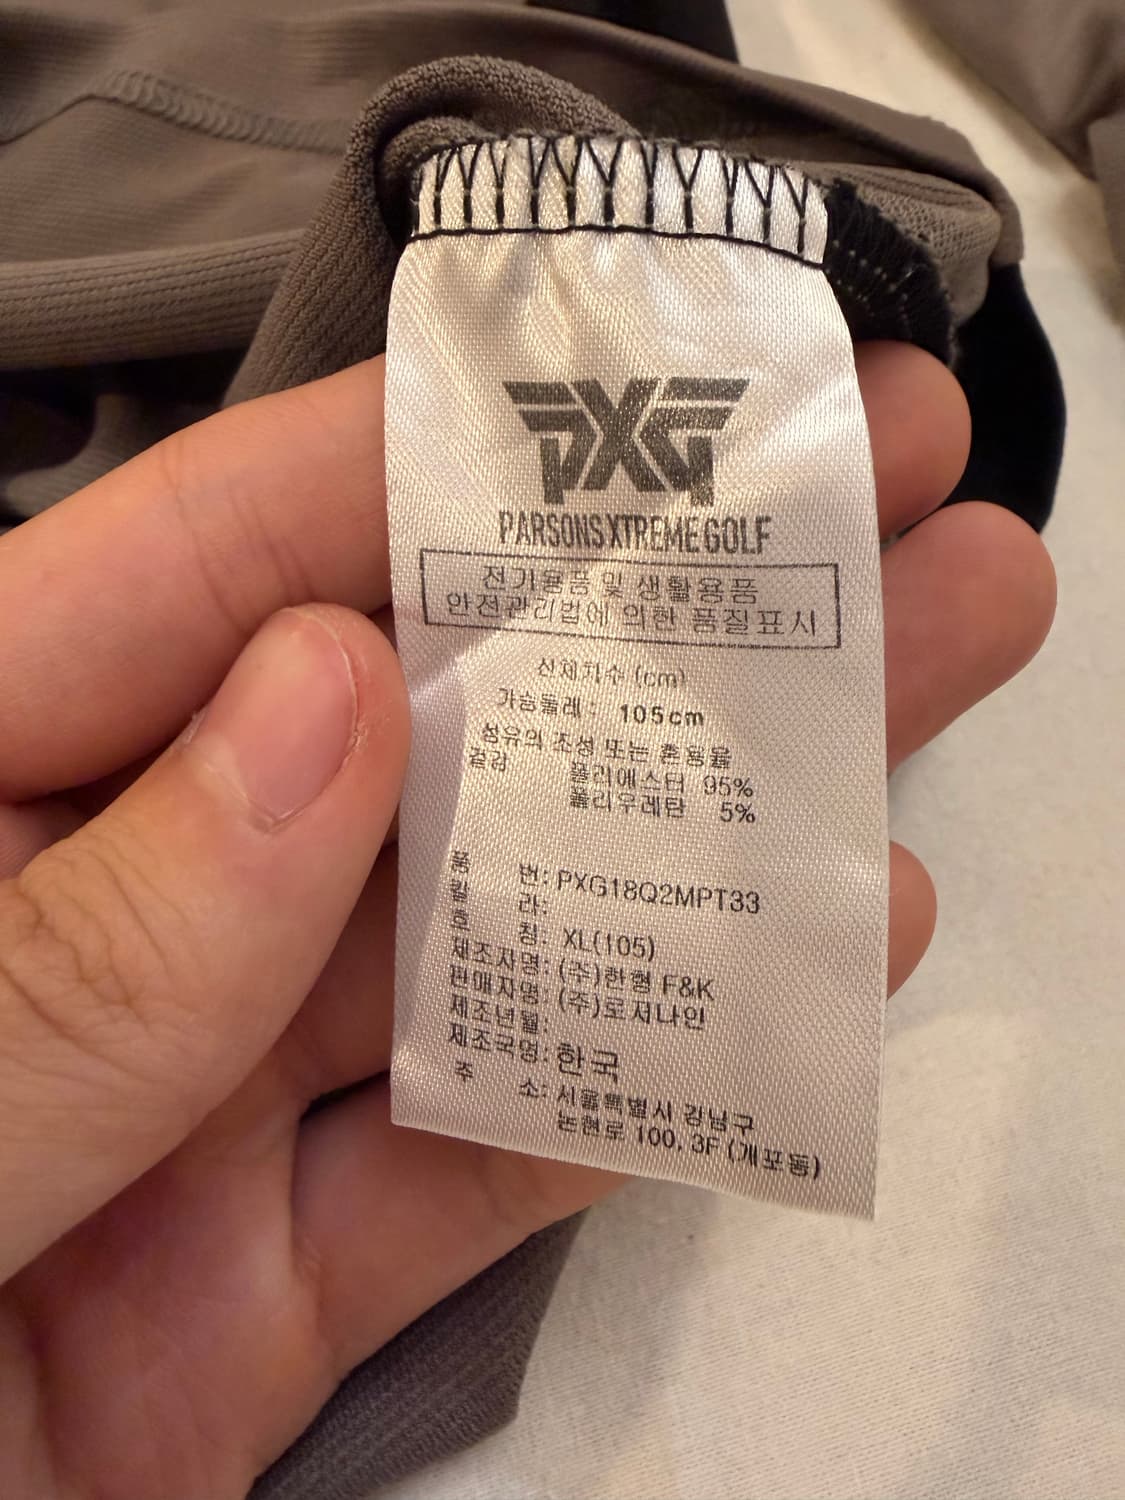 PXG
PARSONS XTREME GOLF
전기용품 및 생활용품
안전관리법에 의한 품질표시
신체치수 (cm)
가슴둘레 : 105cm
섬유의 조성 또는 혼용율
겉감 폴리에스터 95%
폴리우레탄 5%
품 번: PXG18Q2MPT33
칼 라:
호 칭: XL(105)
제조자명: (주)한형 F&K
판매자명: (주)로저나인
제조년월:
제조국명: 한국
주 소: 서울특별시 강남구
논현로 100, 3F (개포동)